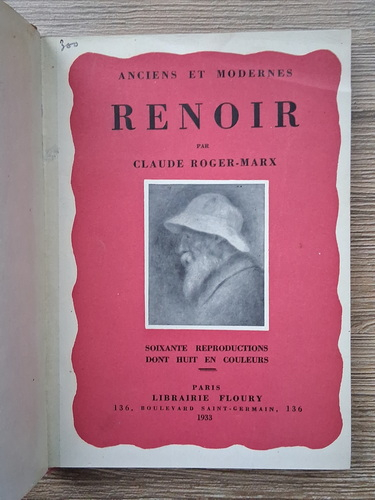 300
ANCIENS ET MODERNES
RENOIR
PAR
CLAUDE ROGER-MARX
SOIXANTE REPRODUCTIONS
DONT HUIT EN COULEURS
PARIS
LIBRAIRIE FLOURY
136, BOULEVARD SAINT-GERMAIN, 136
1933